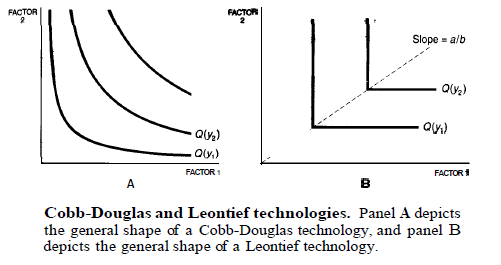 FACTOR
2
Q(y₂)
Q(y₁)
FACTOR 1
A
FACTOR
2
Slope = a/b
Q(y₂)
Q(y₁)
FACTOR 1
B
Cobb-Douglas and Leontief technologies. Panel A depicts
the general shape of a Cobb-Douglas technology, and panel B
depicts the general shape of a Leontief technology.